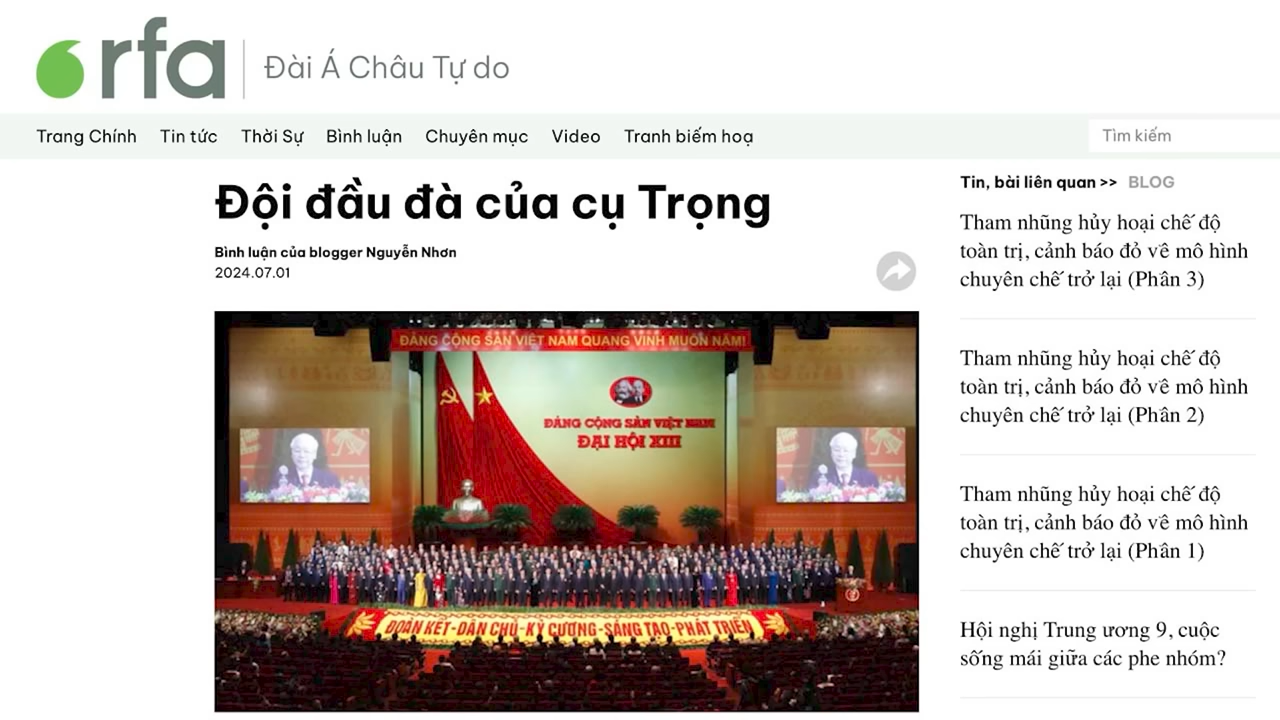 rfa
Đài Á Châu Tự do
Trang Chính Tin tức Thời Sự Bình luận Chuyên mục Video Tranh biếm hoạ
Tìm kiếm
Đội đầu đà của cụ Trọng
Bình luận của blogger Nguyễn Nhơn
2024.07.01
ĐẢNG CỘNG SẢN VIỆT NAM QUANG VINH MUÔN NĂM!
ĐẢNG CỘNG SẢN VIỆT NAM
ĐẠI HỘI XIII
ĐOÀN KẾT-DÂN CHỦ-KỶ CƯƠNG-SÁNG TẠO-PHÁT TRIỂN
Tin, bài liên quan >> BLOG
Tham nhũng hủy hoại chế độ
toàn trị, cảnh báo đỏ về mô hình
chuyên chế trở lại (Phần 3)
Tham nhũng hủy hoại chế độ
toàn trị, cảnh báo đỏ về mô hình
chuyên chế trở lại (Phần 2)
Tham nhũng hủy hoại chế độ
toàn trị, cảnh báo đỏ về mô hình
chuyên chế trở lại (Phần 1)
Hội nghị Trung ương 9, cuộc
sống mái giữa các phe nhóm?